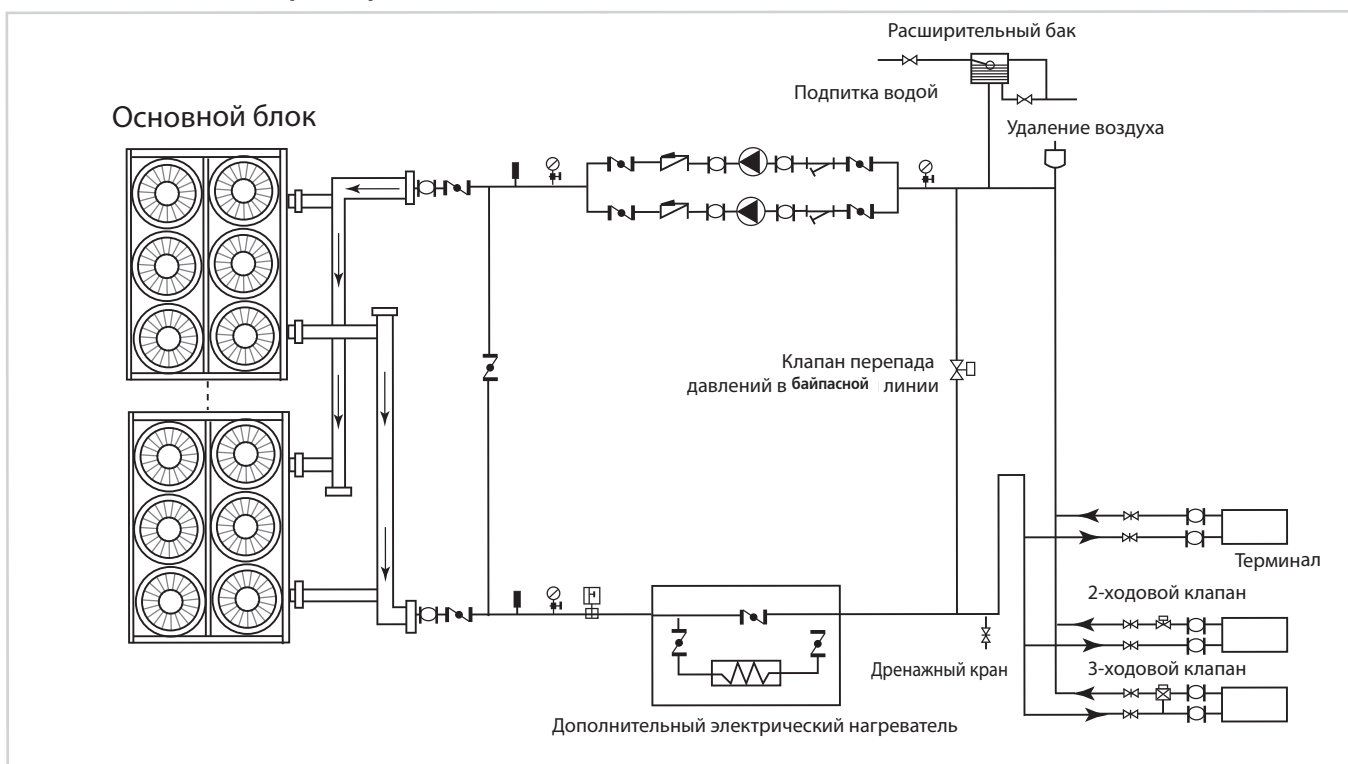 Расширительный бак
Подпитка водой
Удаление воздуха
Основной блок
Клапан перепада
давлений в байпасной линии
Терминал
2-ходовой клапан
3-ходовой клапан
Дренажный кран
Дополнительный электрический нагреватель